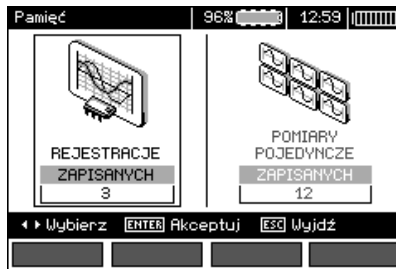 Pamięć 96% 12:59
REJESTRACJE
ZAPISANYCH
3
POMIARY
POJEDYNCZE
ZAPISANYCH
12
Wybierz ENTER Akceptuj ESC Wyjdź